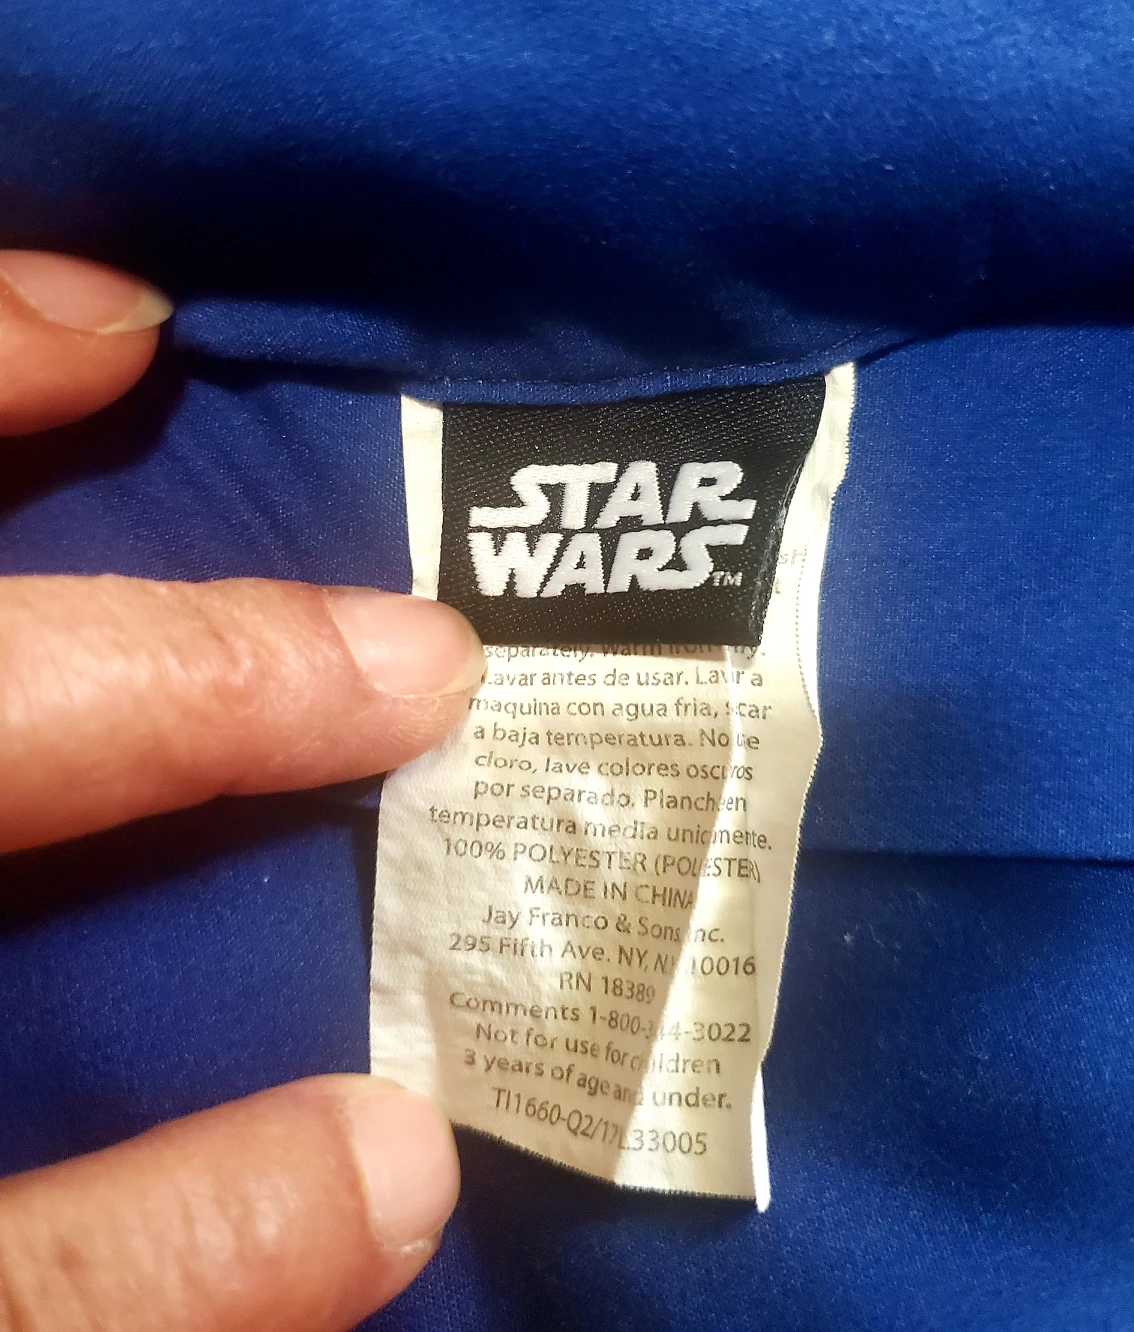 STAR
WARS TM
separately. Warm iron
Lavar antes de usar. Lavar a
maquina con agua fria, secar
a baja temperatura. No use
cloro, lave colores oscuros
por separado. Planche en
temperatura media unicamente.
100% POLYESTER (POLIESTER)
MADE IN CHINA
Jay Franco & Sons Inc.
295 Fifth Ave. NY, NY 10016
RN 18389
Comments 1-800- -3022
Not for use for children
3 years of age and under.
TI1660-Q2/17L33005